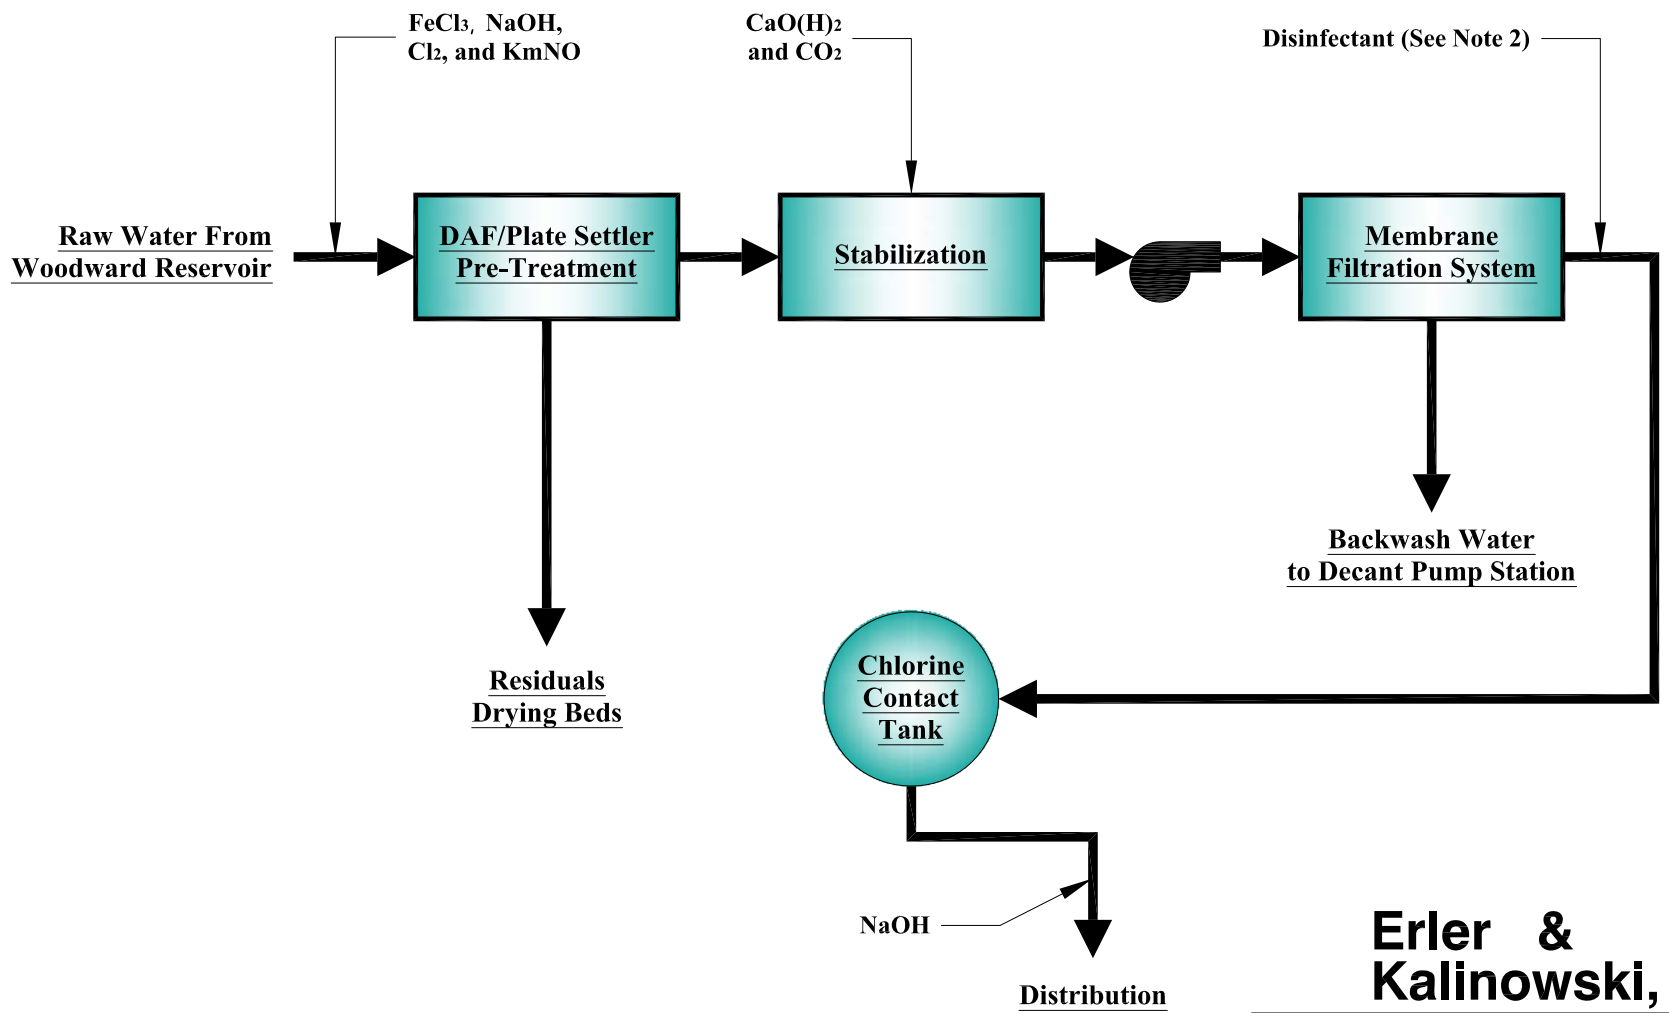 FeCl₃, NaOH,
Cl₂, and KmNO
CaO(H)₂
and CO₂
Disinfectant (See Note 2)
Raw Water From
Woodward Reservoir
DAF/Plate Settler
Pre-Treatment
Stabilization
Membrane
Filtration System
Backwash Water
to Decant Pump Station
Residuals
Drying Beds
Chlorine
Contact
Tank
NaOH
Distribution
Erler &
Kalinowski,